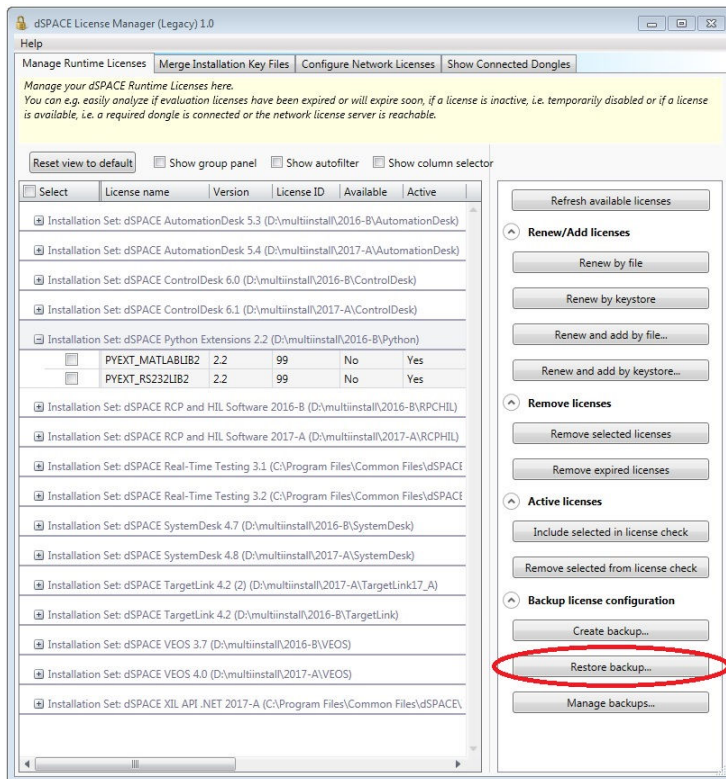 dSPACE License Manager (Legacy) 1.0
Help
Manage Runtime Licenses Merge Installation Key Files Configure Network Licenses Show Connected Dongles
Manage your dSPACE Runtime Licenses here.
You can e.g. easily analyze if evaluation licenses have been expired or will expire soon, if a license is inactive, i.e. temporarily disabled or if a license
is available, i.e. a required dongle is connected or the network license server is reachable.
Reset view to default Show group panel Show autofilter Show column selector
Select License name Version License ID Available Active
Installation Set: dSPACE AutomationDesk 5.3 (D:\multiinstall\2016-B\AutomationDesk)
Installation Set: dSPACE AutomationDesk 5.4 (D:\multiinstall\2017-A\AutomationDesk)
Installation Set: dSPACE ControlDesk 6.0 (D:\multiinstall\2016-B\ControlDesk)
Installation Set: dSPACE ControlDesk 6.1 (D:\multiinstall\2017-A\ControlDesk)
Installation Set: dSPACE Python Extensions 2.2 (D:\multiinstall\2016-B\Python)
PYEXT_MATLABLIB2 2.2 99 No Yes
PYEXT_RS232LIB2 2.2 99 No Yes
Installation Set: dSPACE RCP and HIL Software 2016-B (D:\multiinstall\2016-B\RPCHIL)
Installation Set: dSPACE RCP and HIL Software 2017-A (D:\multiinstall\2017-A\RCPHIL)
Installation Set: dSPACE Real-Time Testing 3.1 (C:\Program Files\Common Files\dSPACE
Installation Set: dSPACE Real-Time Testing 3.2 (C:\Program Files\Common Files\dSPACE
Installation Set: dSPACE SystemDesk 4.7 (D:\multiinstall\2016-B\SystemDesk)
Installation Set: dSPACE SystemDesk 4.8 (D:\multiinstall\2017-A\SystemDesk)
Installation Set: dSPACE TargetLink 4.2 (2) (D:\multiinstall\2017-A\TargetLink17_A)
Installation Set: dSPACE TargetLink 4.2 (D:\multiinstall\2016-B\TargetLink)
Installation Set: dSPACE VEOS 3.7 (D:\multiinstall\2016-B\VEOS)
Installation Set: dSPACE VEOS 4.0 (D:\multiinstall\2017-A\VEOS)
Installation Set: dSPACE XIL API .NET 2017-A (C:\Program Files\Common Files\dSPACE\
Refresh available licenses
Renew/Add licenses
Renew by file
Renew by keystore
Renew and add by file...
Renew and add by keystore...
Remove licenses
Remove selected licenses
Remove expired licenses
Active licenses
Include selected in license check
Remove selected from license check
Backup license configuration
Create backup...
Restore backup...
Manage backups...